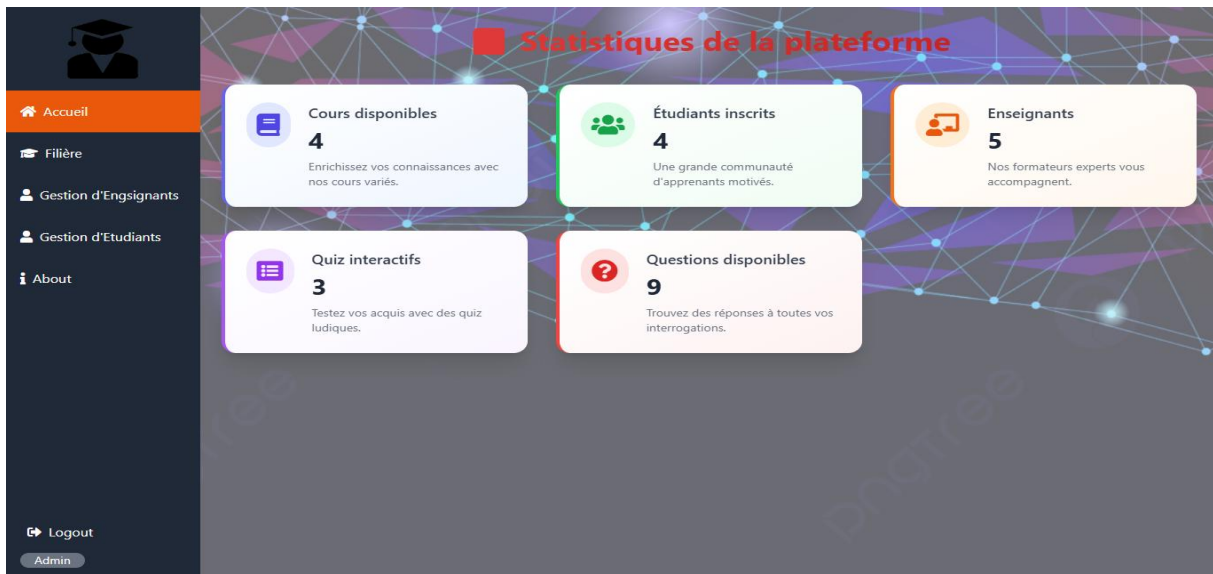 Statistiques de la plateforme
Accueil
Filière
Gestion d'Engsignants
Gestion d'Etudiants
About
Logout
Admin
Cours disponibles
4
Enrichissez vos connaissances avec
nos cours variés.
Étudiants inscrits
4
Une grande communauté
d'apprenants motivés.
Enseignants
5
Nos formateurs experts vous
accompagnent.
Quiz interactifs
3
Testez vos acquis avec des quiz
ludiques.
Questions disponibles
9
Trouvez des réponses à toutes vos
interrogations.
pngtree